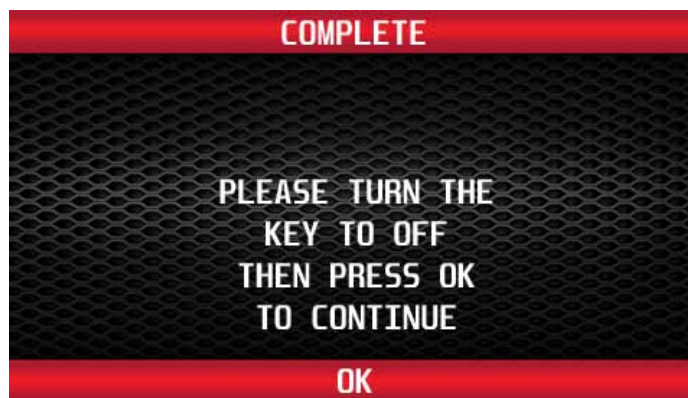 COMPLETE
PLEASE TURN THE
KEY TO OFF
THEN PRESS OK
TO CONTINUE
OK